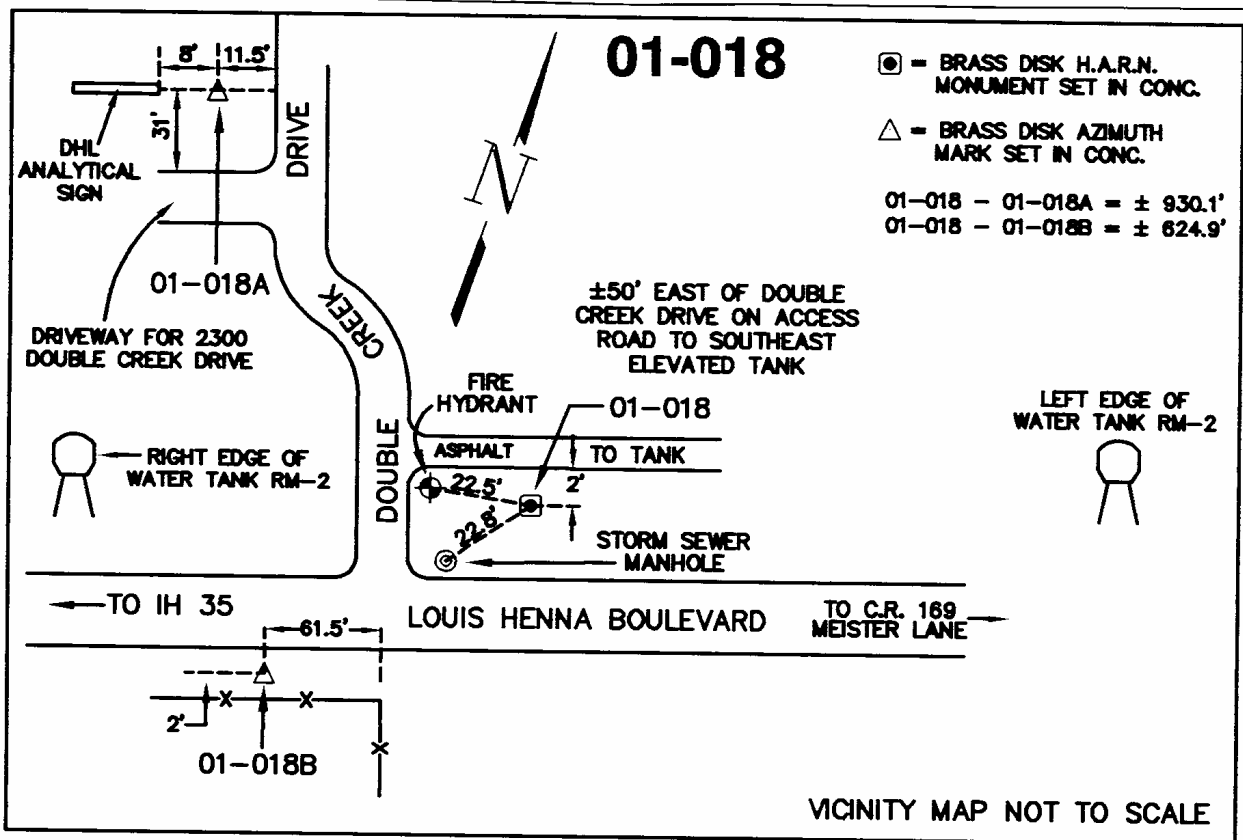 01-018
8'
11.5'
31'
DHL
ANALYTICAL
SIGN
DRIVE
N
= BRASS DISK H.A.R.N.
MONUMENT SET IN CONC.
= BRASS DISK AZIMUTH
MARK SET IN CONC.
01-018 - 01-018A = ± 930.1'
01-018 - 01-018B = ± 624.9'
01-018A
DRIVEWAY FOR 2300
DOUBLE CREEK DRIVE
CREEK
±50' EAST OF DOUBLE
CREEK DRIVE ON ACCESS
ROAD TO SOUTHEAST
ELEVATED TANK
FIRE
HYDRANT
01-018
LEFT EDGE OF
WATER TANK RM-2
RIGHT EDGE OF
WATER TANK RM-2
DOUBLE
ASPHALT
TO TANK
22.5'
2'
22.8'
STORM SEWER
MANHOLE
TO IH 35
LOUIS HENNA BOULEVARD
TO C.R. 169
MEISTER LANE
61.5'
X
X
2'
X
01-018B
VICINITY MAP NOT TO SCALE